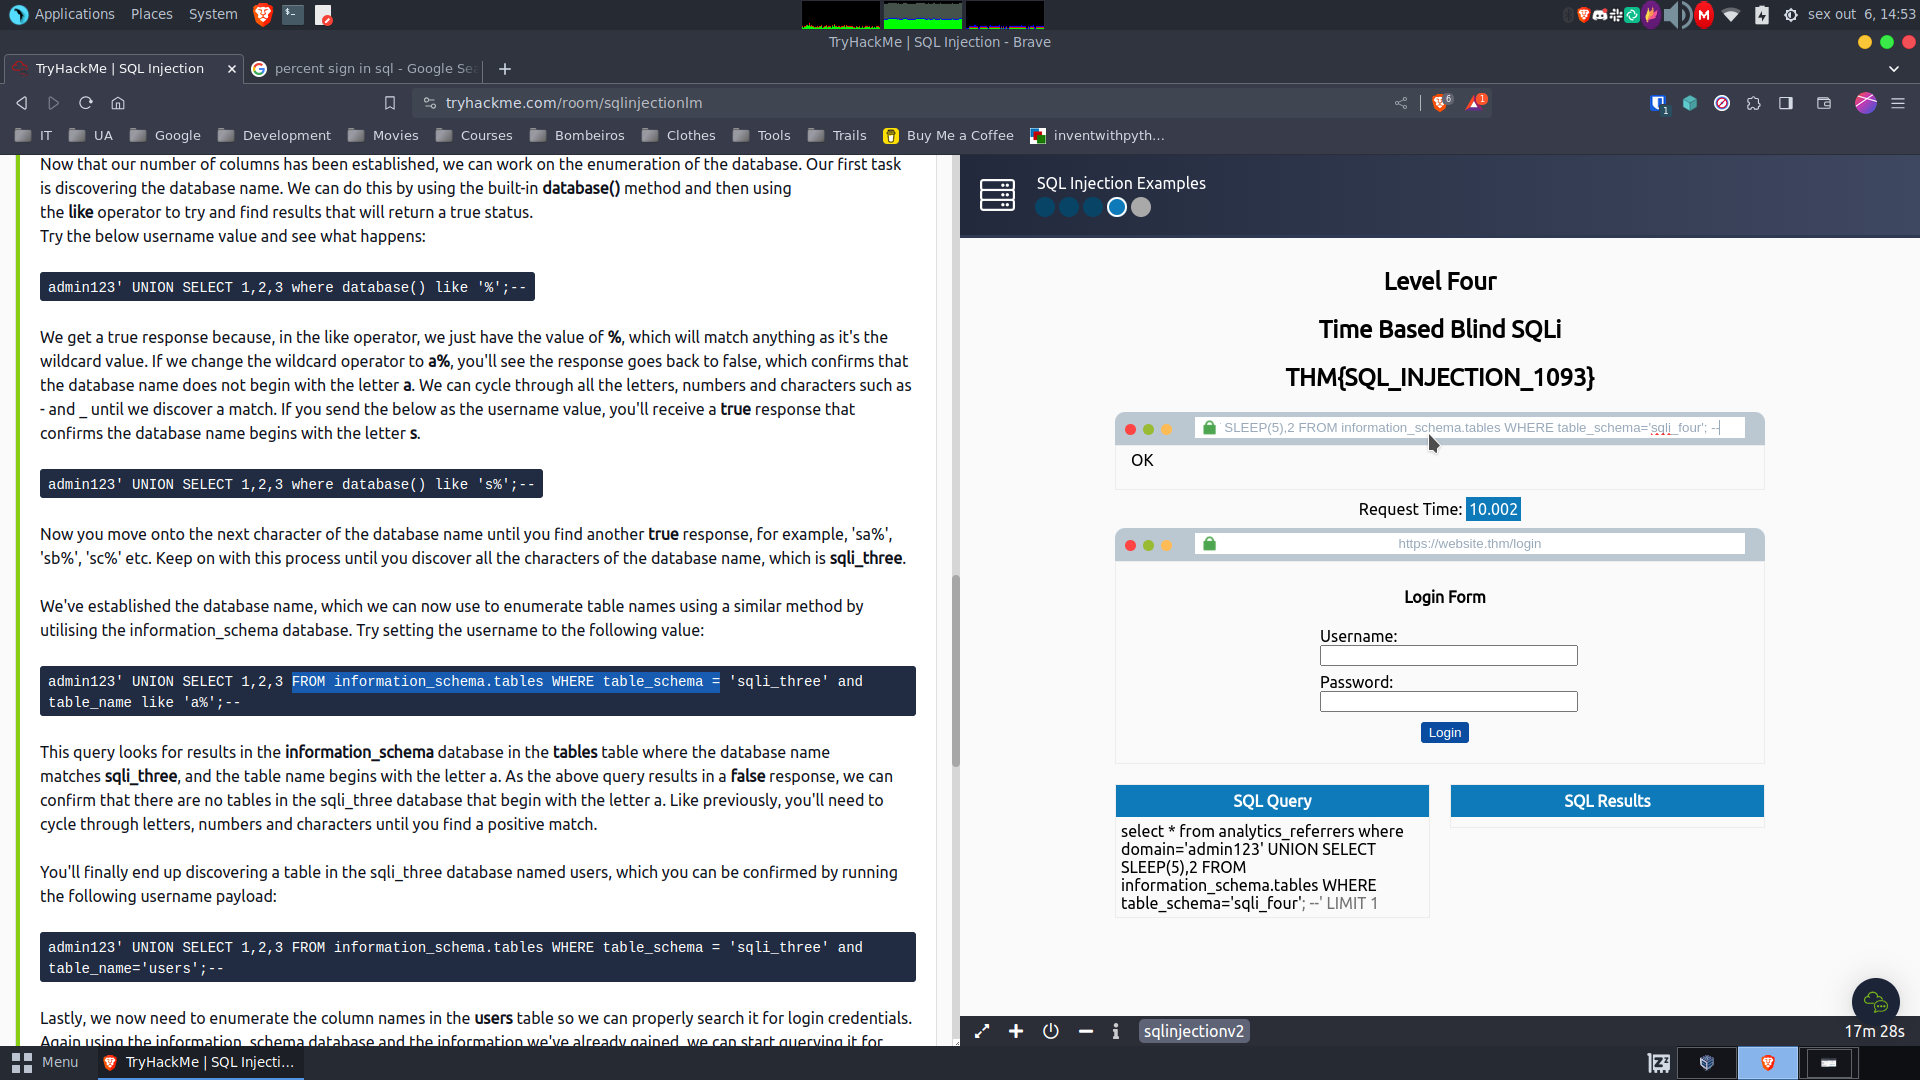 Applications Places System
sex out 6, 14:53
TryHackMe | SQL Injection - Brave
TryHackMe | SQL Injection
percent sign in sql - Google Se
tryhackme.com/room/sqlinjectionlm
6
1
1
IT UA Google Development Movies Courses Bombeiros Clothes Tools Trails Buy Me a Coffee inventwithpyth...
Now that our number of columns has been established, we can work on the enumeration of the database. Our first task
is discovering the database name. We can do this by using the built-in database() method and then using
the like operator to try and find results that will return a true status.
Try the below username value and see what happens:
admin123' UNION SELECT 1,2,3 where database() like '%';--
We get a true response because, in the like operator, we just have the value of %, which will match anything as it's the
wildcard value. If we change the wildcard operator to a%, you'll see the response goes back to false, which confirms that
the database name does not begin with the letter a. We can cycle through all the letters, numbers and characters such as
- and _ until we discover a match. If you send the below as the username value, you'll receive a true response that
confirms the database name begins with the letter s.
admin123' UNION SELECT 1,2,3 where database() like 's%';--
Now you move onto the next character of the database name until you find another true response, for example, 'sa%',
'sb%', 'sc%' etc. Keep on with this process until you discover all the characters of the database name, which is sqli_three.
We've established the database name, which we can now use to enumerate table names using a similar method by
utilising the information_schema database. Try setting the username to the following value:
admin123' UNION SELECT 1,2,3 FROM information_schema.tables WHERE table_schema = 'sqli_three' and
table_name like 'a%';--
This query looks for results in the information_schema database in the tables table where the database name
matches sqli_three, and the table name begins with the letter a. As the above query results in a false response, we can
confirm that there are no tables in the sqli_three database that begin with the letter a. Like previously, you'll need to
cycle through letters, numbers and characters until you find a positive match.
You'll finally end up discovering a table in the sqli_three database named users, which you can be confirmed by running
the following username payload:
admin123' UNION SELECT 1,2,3 FROM information_schema.tables WHERE table_schema = 'sqli_three' and
table_name='users';--
Lastly, we now need to enumerate the column names in the users table so we can properly search it for login credentials.
Again using the information_schema database and the information we've already gained, we can start querying it for
SQL Injection Examples
Level Four
Time Based Blind SQLi
THM{SQL_INJECTION_1093}
SLEEP(5),2 FROM information_schema.tables WHERE table_schema='sqli_four'; --
OK
Request Time: 10.002
https://website.thm/login
Login Form
Username:
Password:
Login
SQL Query
select * from analytics_referrers where
domain='admin123' UNION SELECT
SLEEP(5),2 FROM
information_schema.tables WHERE
table_schema='sqli_four'; --' LIMIT 1
SQL Results
sqlinjectionv2
17m 28s
Menu
TryHackMe | SQL Injecti...